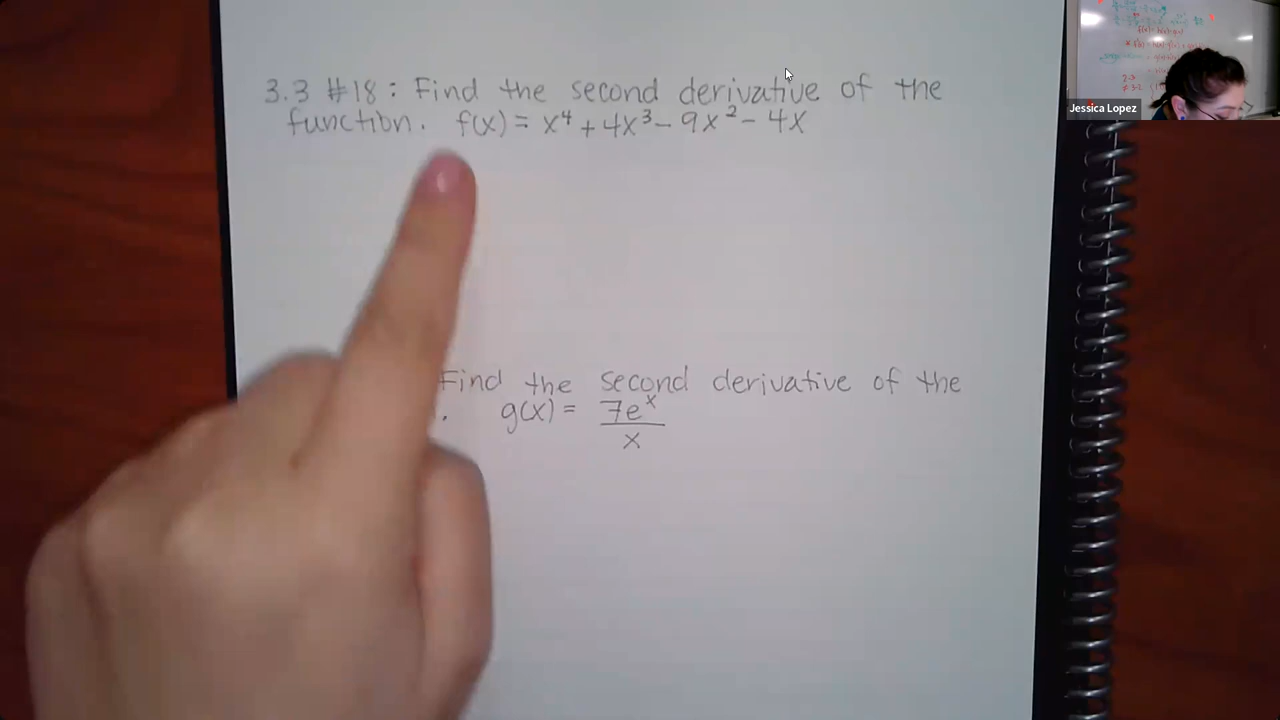 3.3 #18: Find the second derivative of the
function. f(x) = x⁴ + 4x³ - 9x² - 4x
Find the second derivative of the
. g(x) = 7eˣ / x
Jessica Lopez